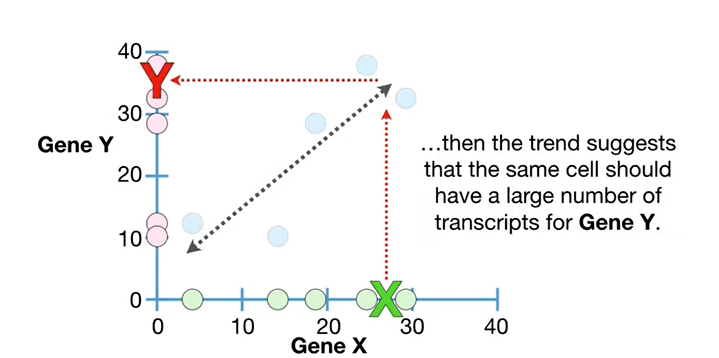 40
Y
30
Gene Y
20
10
0
X
0
10
20
30
40
Gene X
…then the trend suggests
that the same cell should
have a large number of
transcripts for Gene Y.